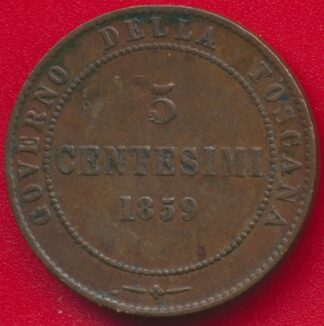 GOVERNO DELLA TOSCANA
5
CENTESIMI
1859